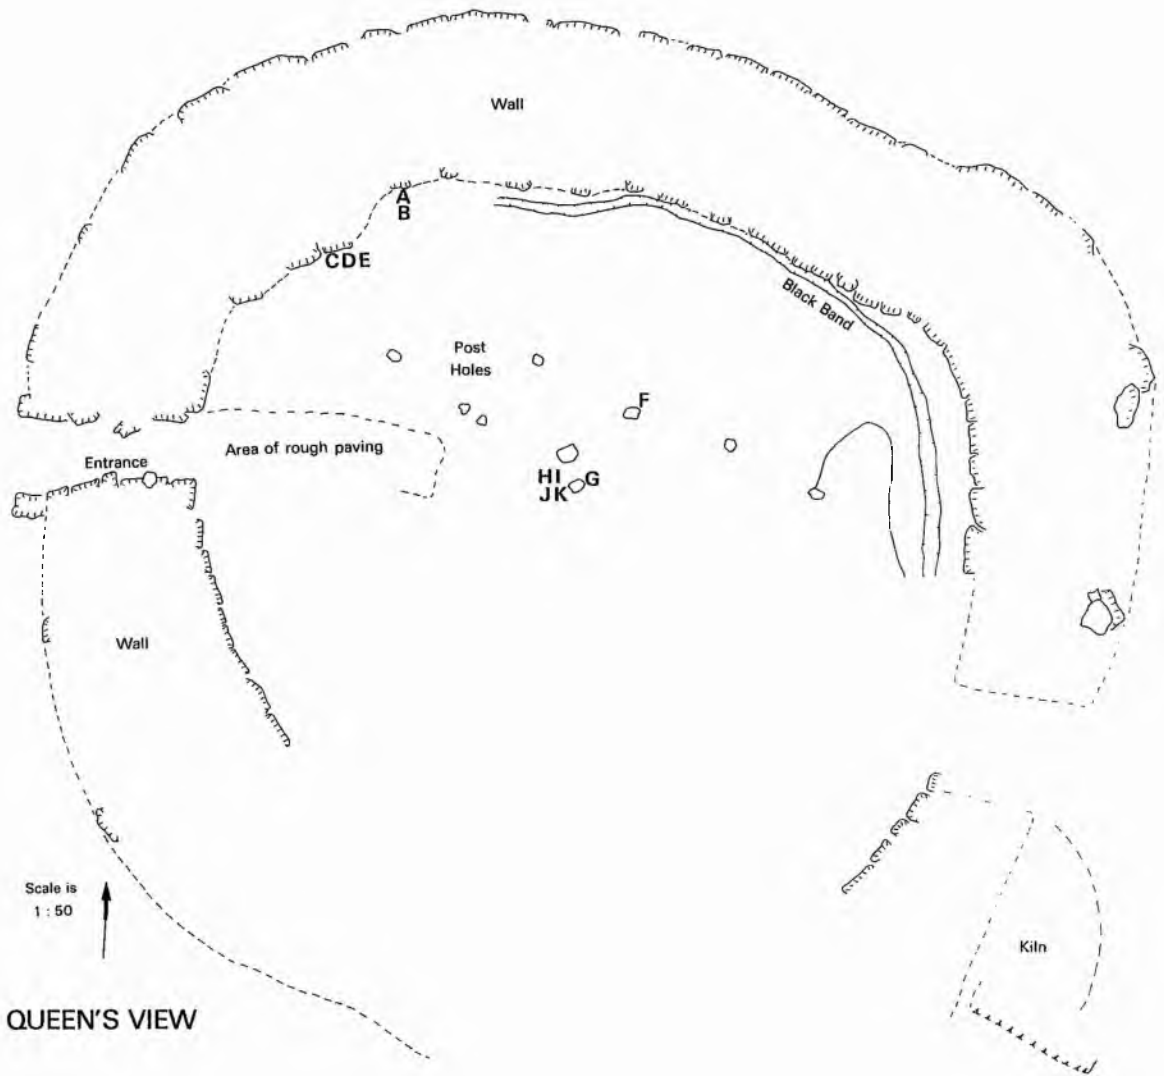 Wall
A
B
CDE
Black Band
Post
Holes
F
Area of rough paving
Entrance
HI
G
JK
Wall
Scale is
1 : 50
Kiln
QUEEN'S VIEW